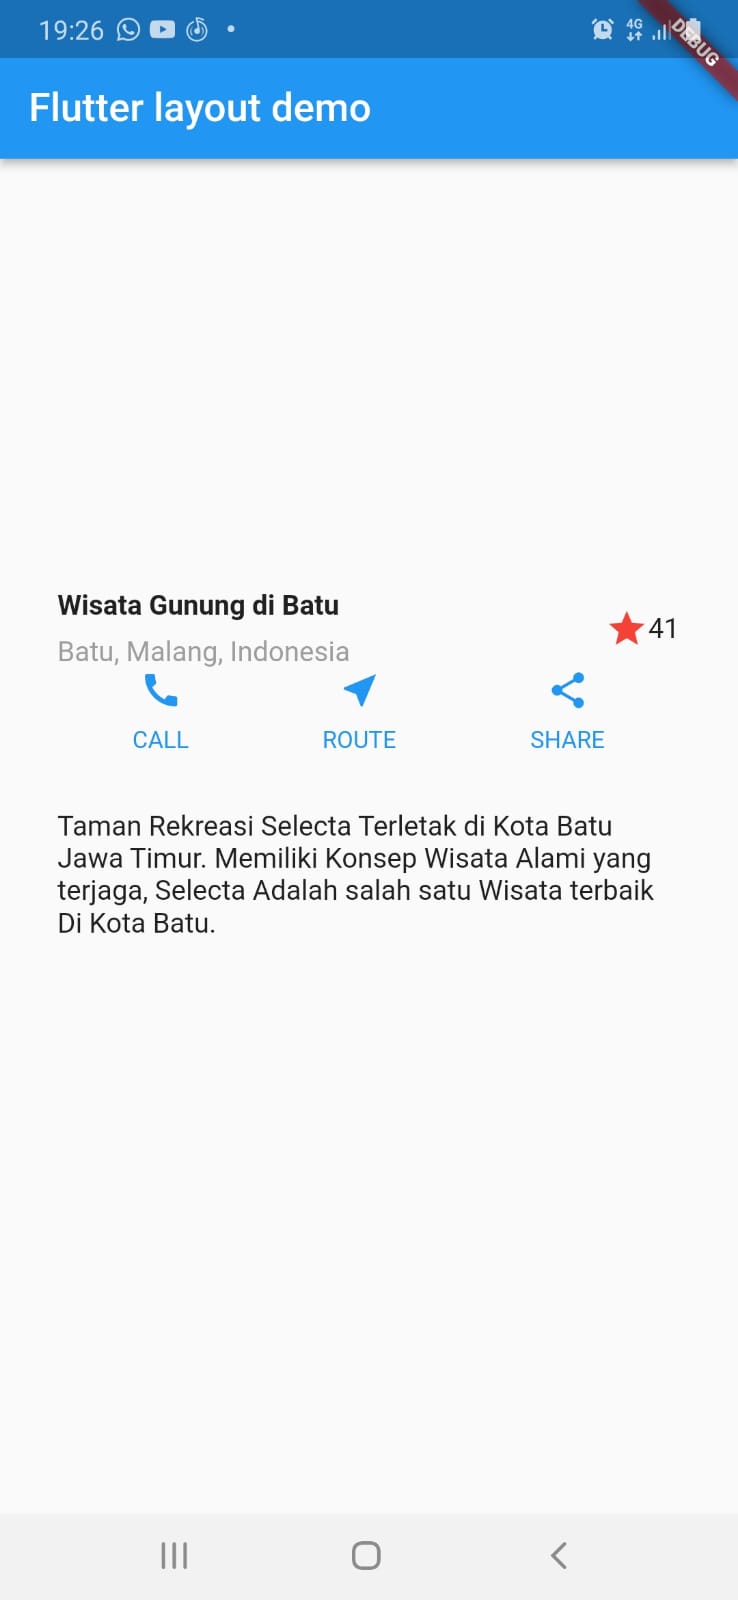 19:26
4G
DEBUG
Flutter layout demo
Wisata Gunung di Batu
Batu, Malang, Indonesia
41
CALL ROUTE SHARE
Taman Rekreasi Selecta Terletak di Kota Batu
Jawa Timur. Memiliki Konsep Wisata Alami yang
terjaga, Selecta Adalah salah satu Wisata terbaik
Di Kota Batu.